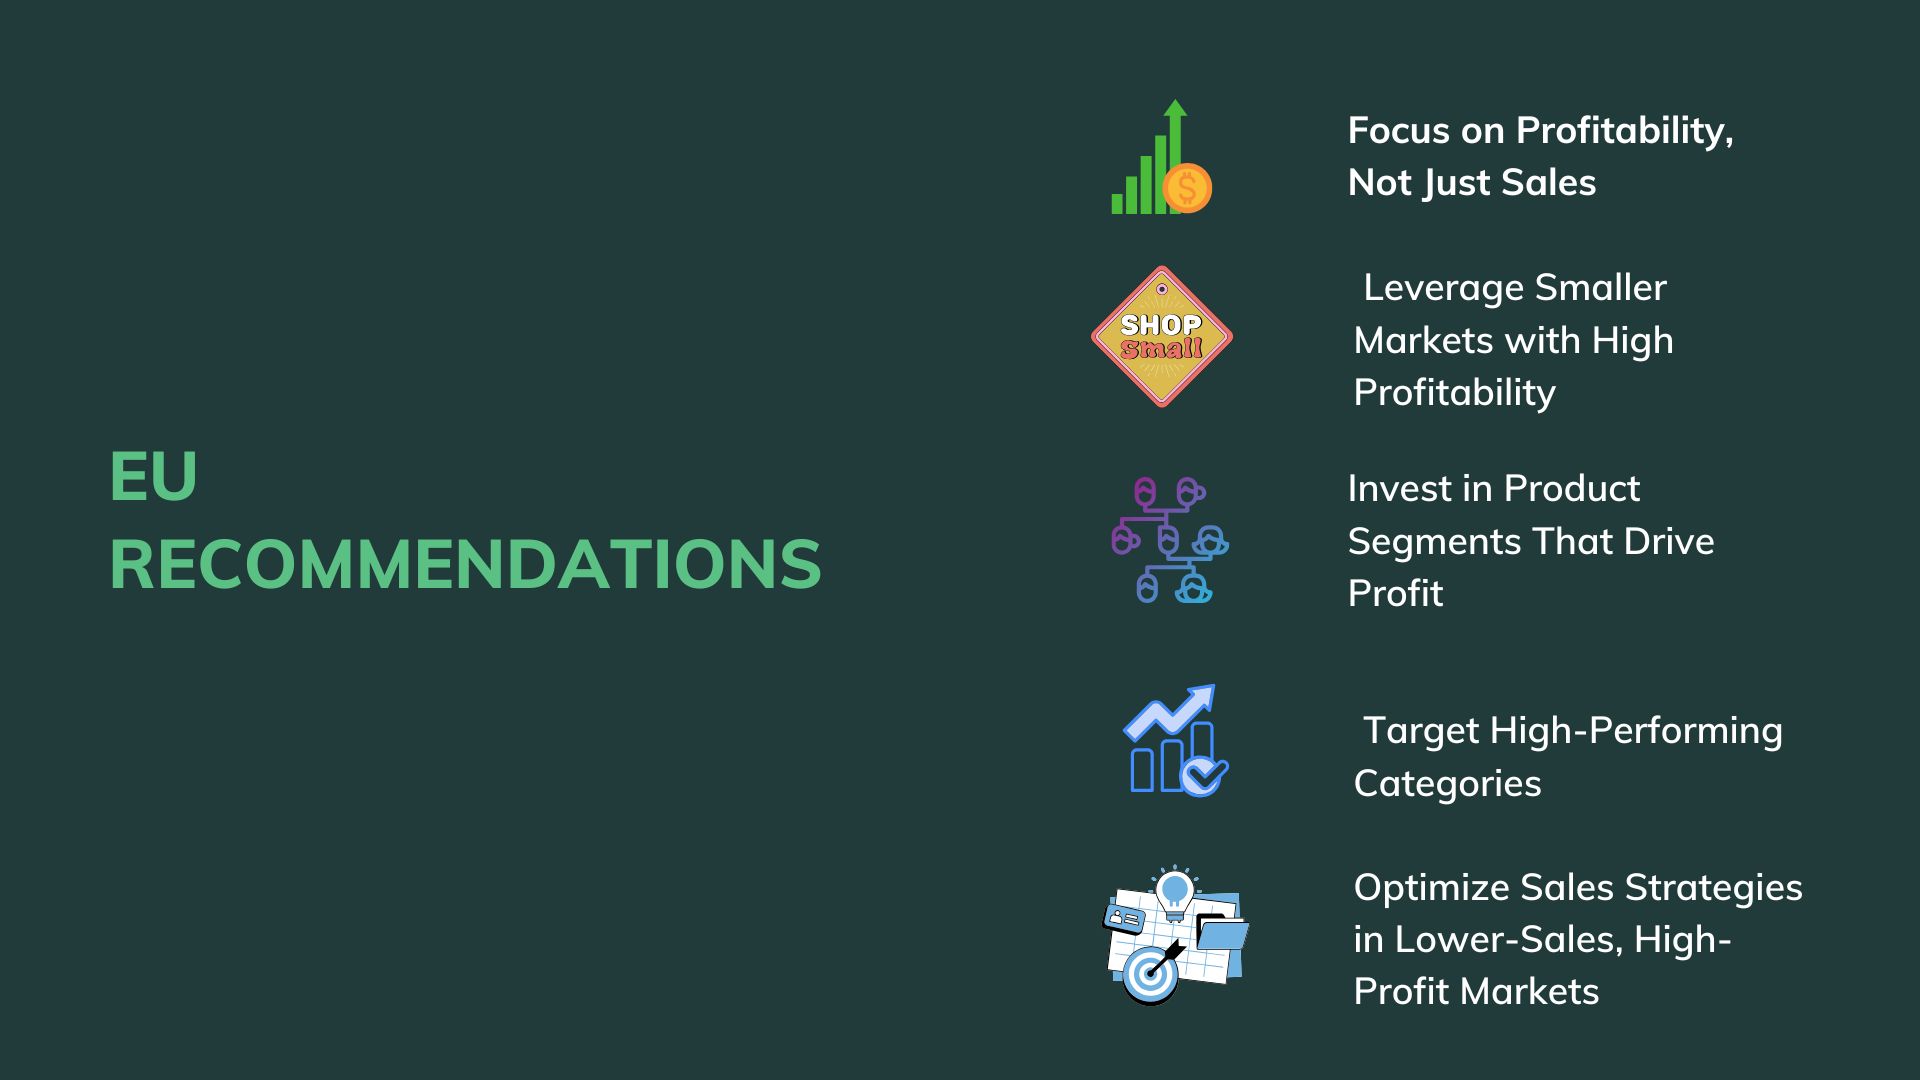 EU
RECOMMENDATIONS
Focus on Profitability,
Not Just Sales
SHOP
Small
Leverage Smaller
Markets with High
Profitability
Invest in Product
Segments That Drive
Profit
Target High-Performing
Categories
Optimize Sales Strategies
in Lower-Sales, High-
Profit Markets